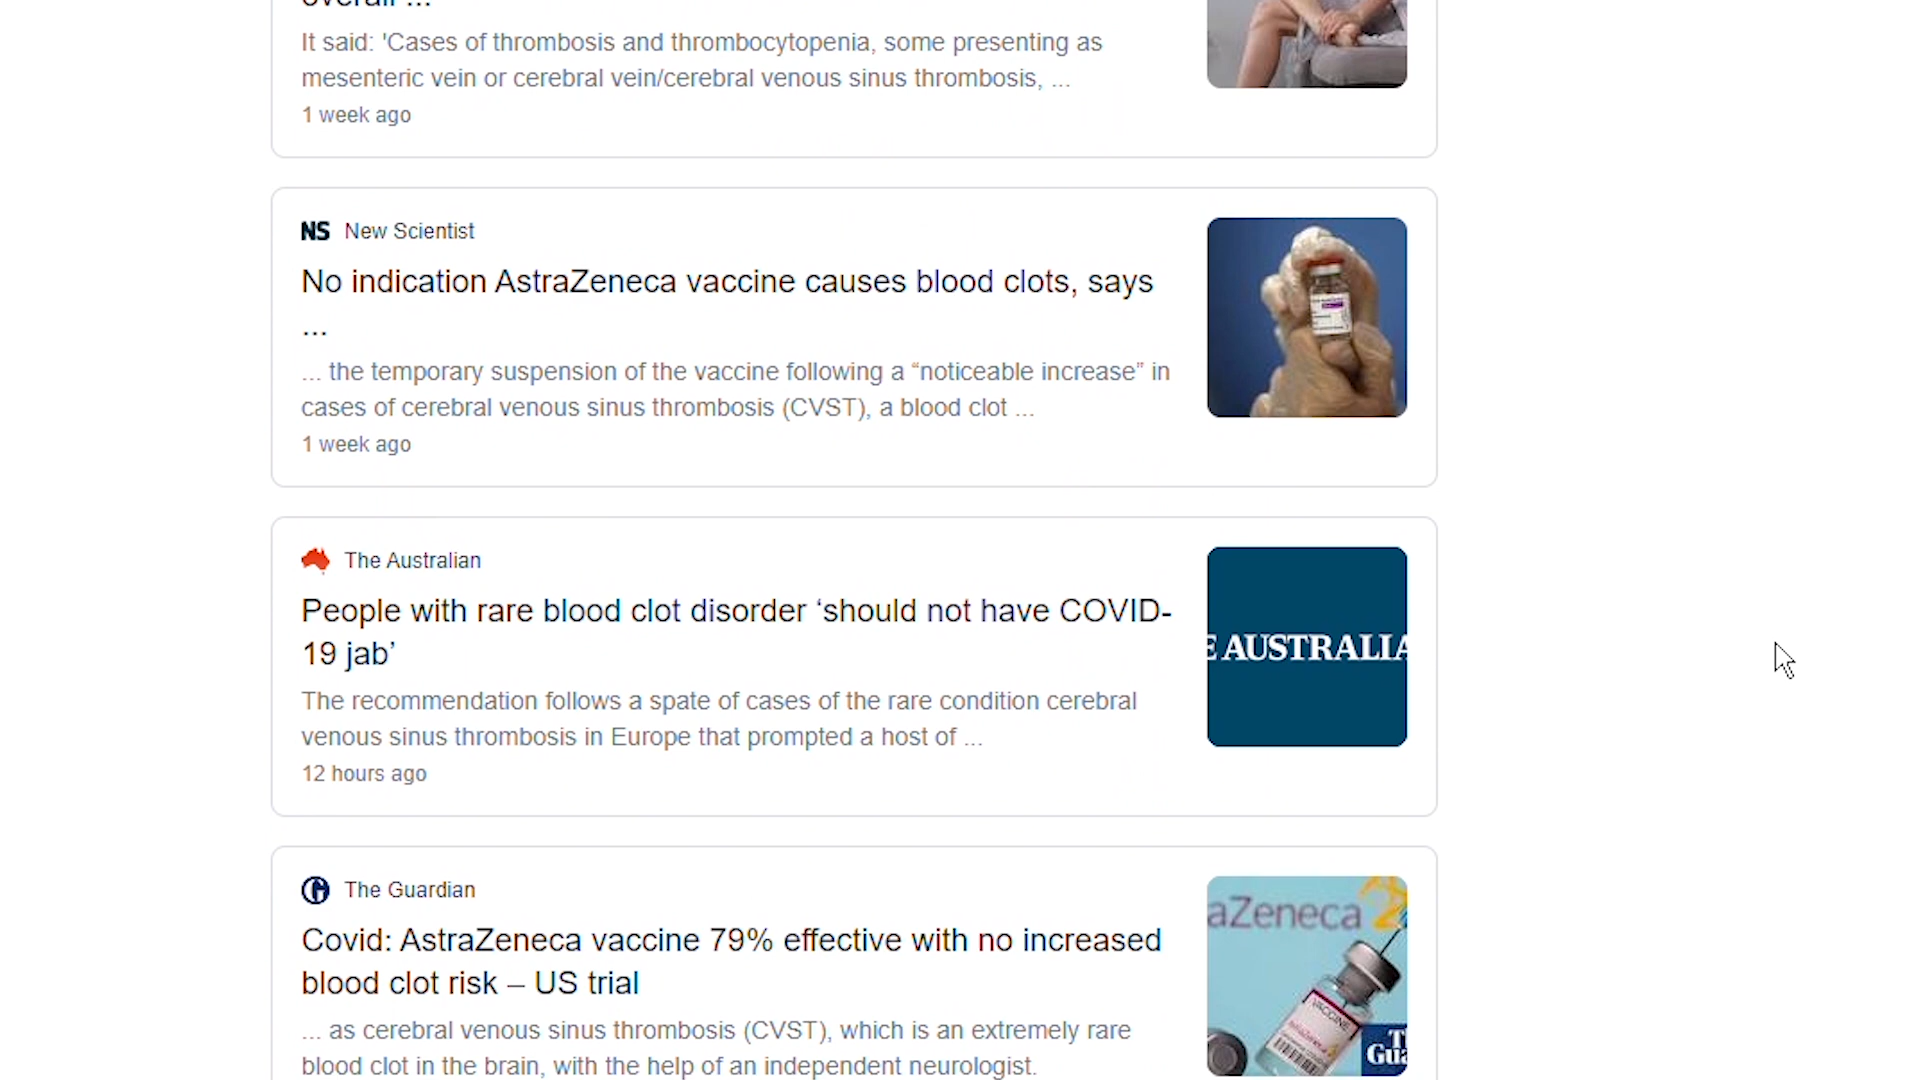 It said: 'Cases of thrombosis and thrombocytopenia, some presenting as
mesenteric vein or cerebral vein/cerebral venous sinus thrombosis, ...
1 week ago
NS New Scientist
No indication AstraZeneca vaccine causes blood clots, says
...
... the temporary suspension of the vaccine following a “noticeable increase” in
cases of cerebral venous sinus thrombosis (CVST), a blood clot ...
1 week ago
The Australian
People with rare blood clot disorder ‘should not have COVID-
19 jab’
E AUSTRALIA
The recommendation follows a spate of cases of the rare condition cerebral
venous sinus thrombosis in Europe that prompted a host of ...
12 hours ago
The Guardian
Covid: AstraZeneca vaccine 79% effective with no increased
blood clot risk – US trial
aZeneca
VACCINE
T
Gua
... as cerebral venous sinus thrombosis (CVST), which is an extremely rare
blood clot in the brain, with the help of an independent neurologist.